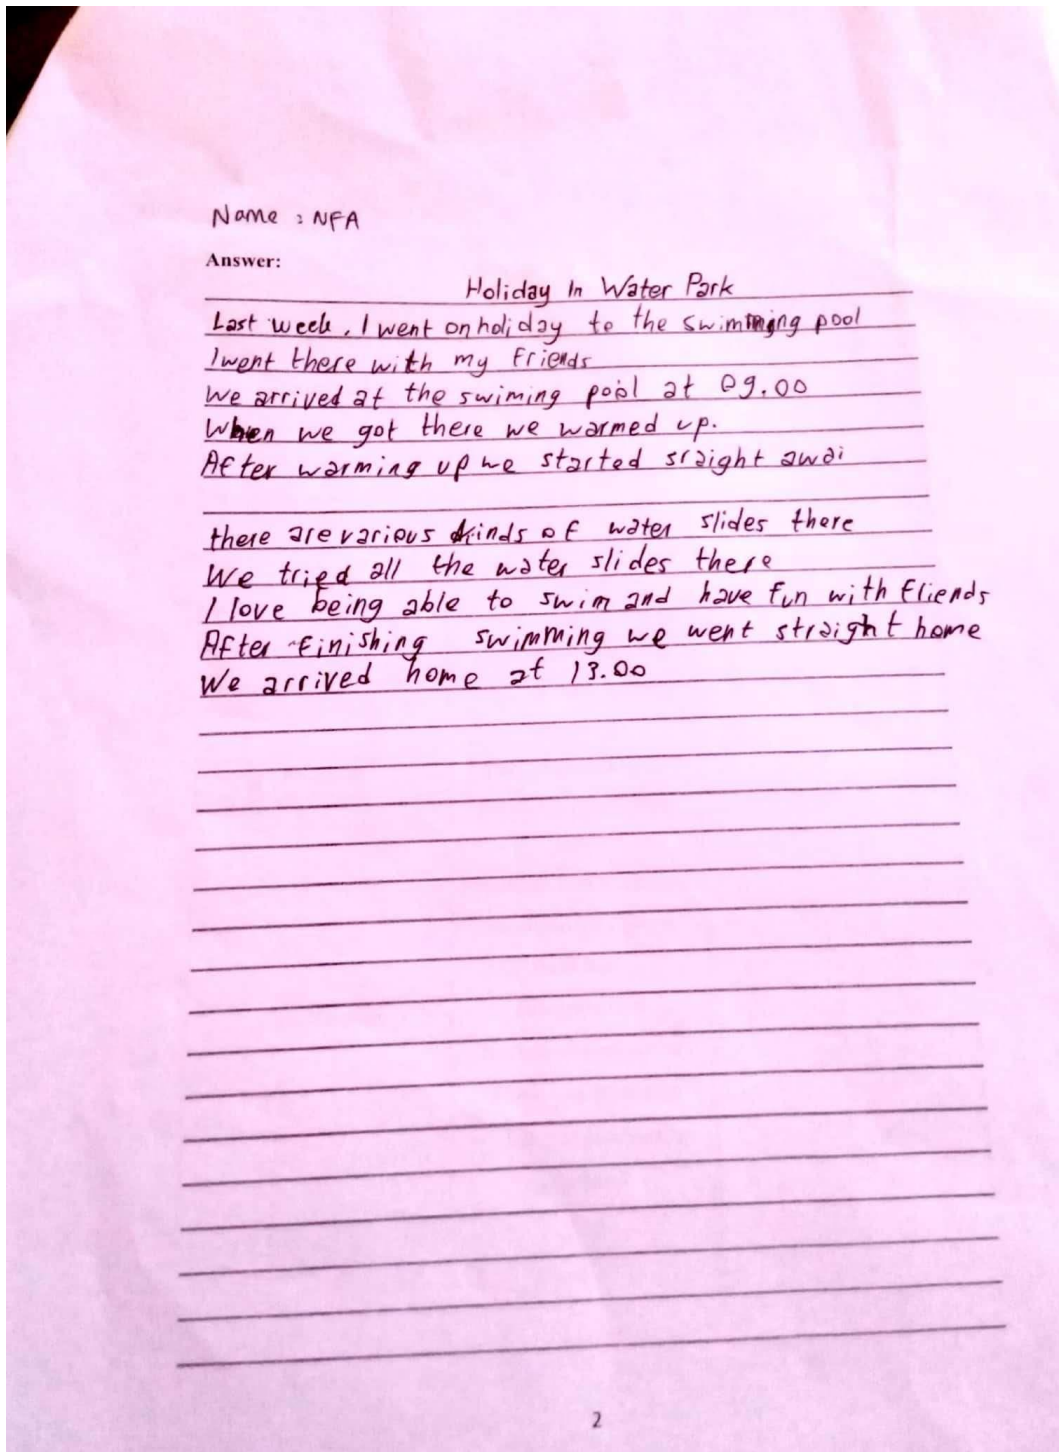 Name : NFA
Answer:
Holiday In Water Park
Last week, I went on holiday to the swimming pool
I went there with my friends
We arrived at the swiming pool at 09.00
When we got there we warmed up.
After warming up we started sraight awai
there are various kinds of water slides there
We tried all the water slides there
I love being able to swim and have fun with fliends
After finishing swimming we went straight home
We arrived home at 13.00
2